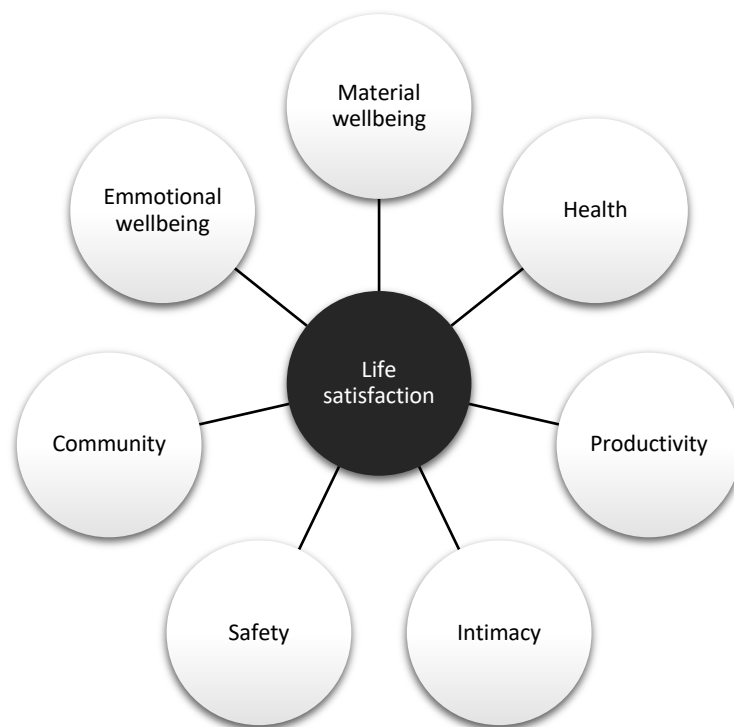 Material
wellbeing
Emmotional
wellbeing
Health
Life
satisfaction
Community
Productivity
Safety
Intimacy